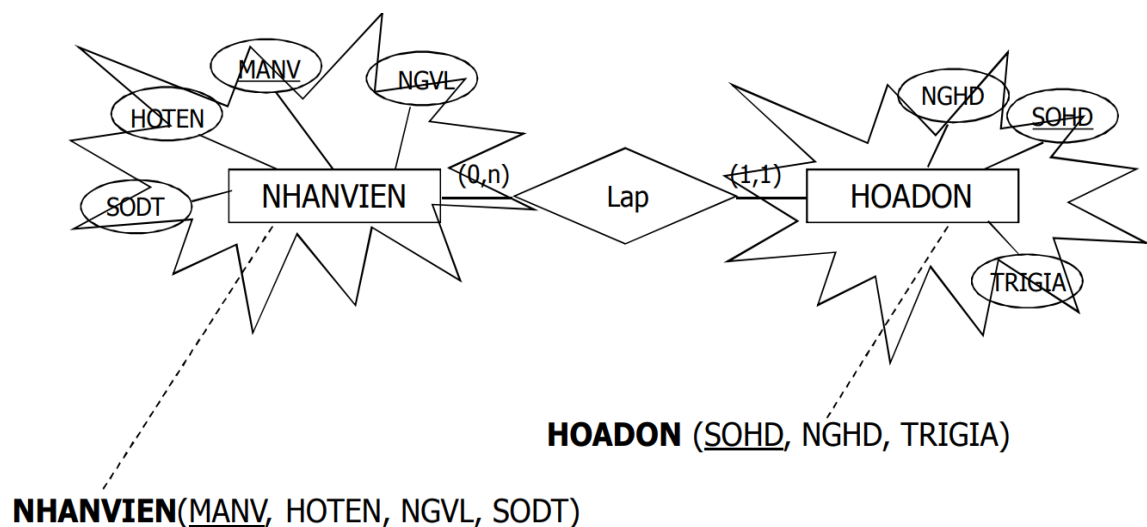 MANV
NGVL
HOTEN
SODT
NHANVIEN
(0,n)
Lap
(1,1)
HOADON
NGHD
SOHD
TRIGIA
HOADON (SOHD, NGHD, TRIGIA)
NHANVIEN(MANV, HOTEN, NGVL, SODT)